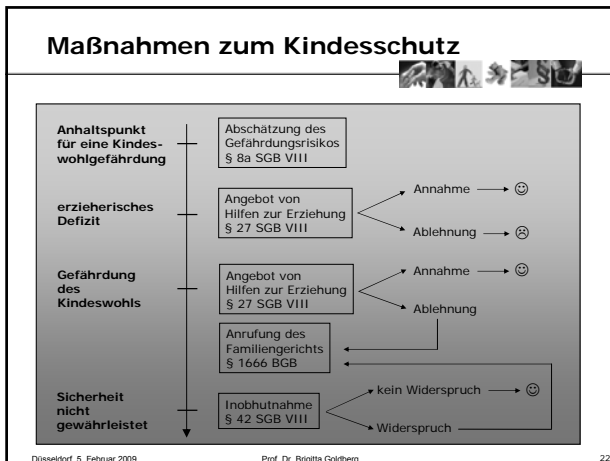 Maßnahmen zum Kindesschutz
§
Anhaltspunkt
für eine Kindes-
wohlgefährdung
Abschätzung des
Gefährdungsrisikos
§ 8a SGB VIII
erzieherisches
Defizit
Angebot von
Hilfen zur Erziehung
§ 27 SGB VIII
Annahme
Ablehnung
Gefährdung
des
Kindeswohls
Angebot von
Hilfen zur Erziehung
§ 27 SGB VIII
Annahme
Ablehnung
Anrufung des
Familiengerichts
§ 1666 BGB
Sicherheit
nicht
gewährleistet
Inobhutnahme
§ 42 SGB VIII
kein Widerspruch
Widerspruch
Düsseldorf, 5. Februar 2009 Prof. Dr. Brigitta Goldberg 22